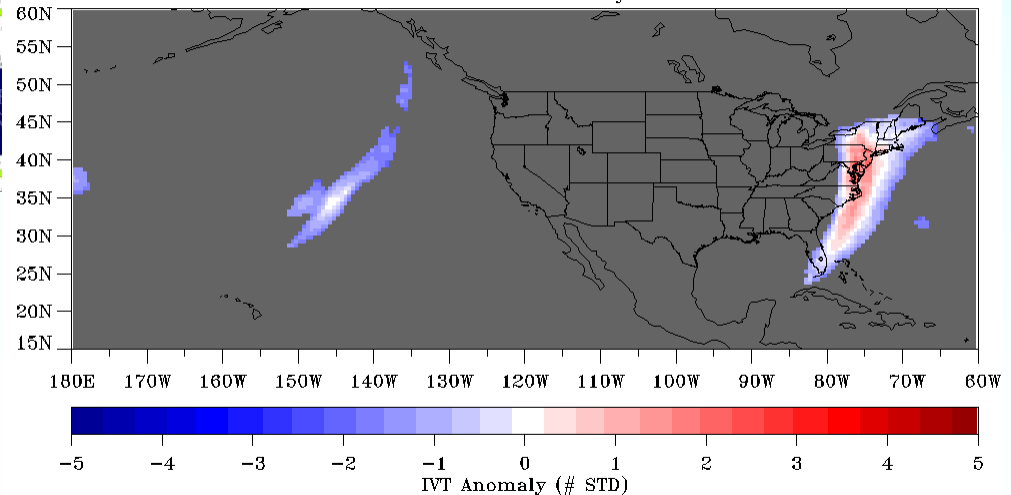 60N
55N
50N
45N
40N
35N
30N
25N
20N
15N
180E 170W 160W 150W 140W 130W 120W 110W 100W 90W 80W 70W 60W
-5 -4 -3 -2 -1 0 1 2 3 4 5
IVT Anomaly (# STD)